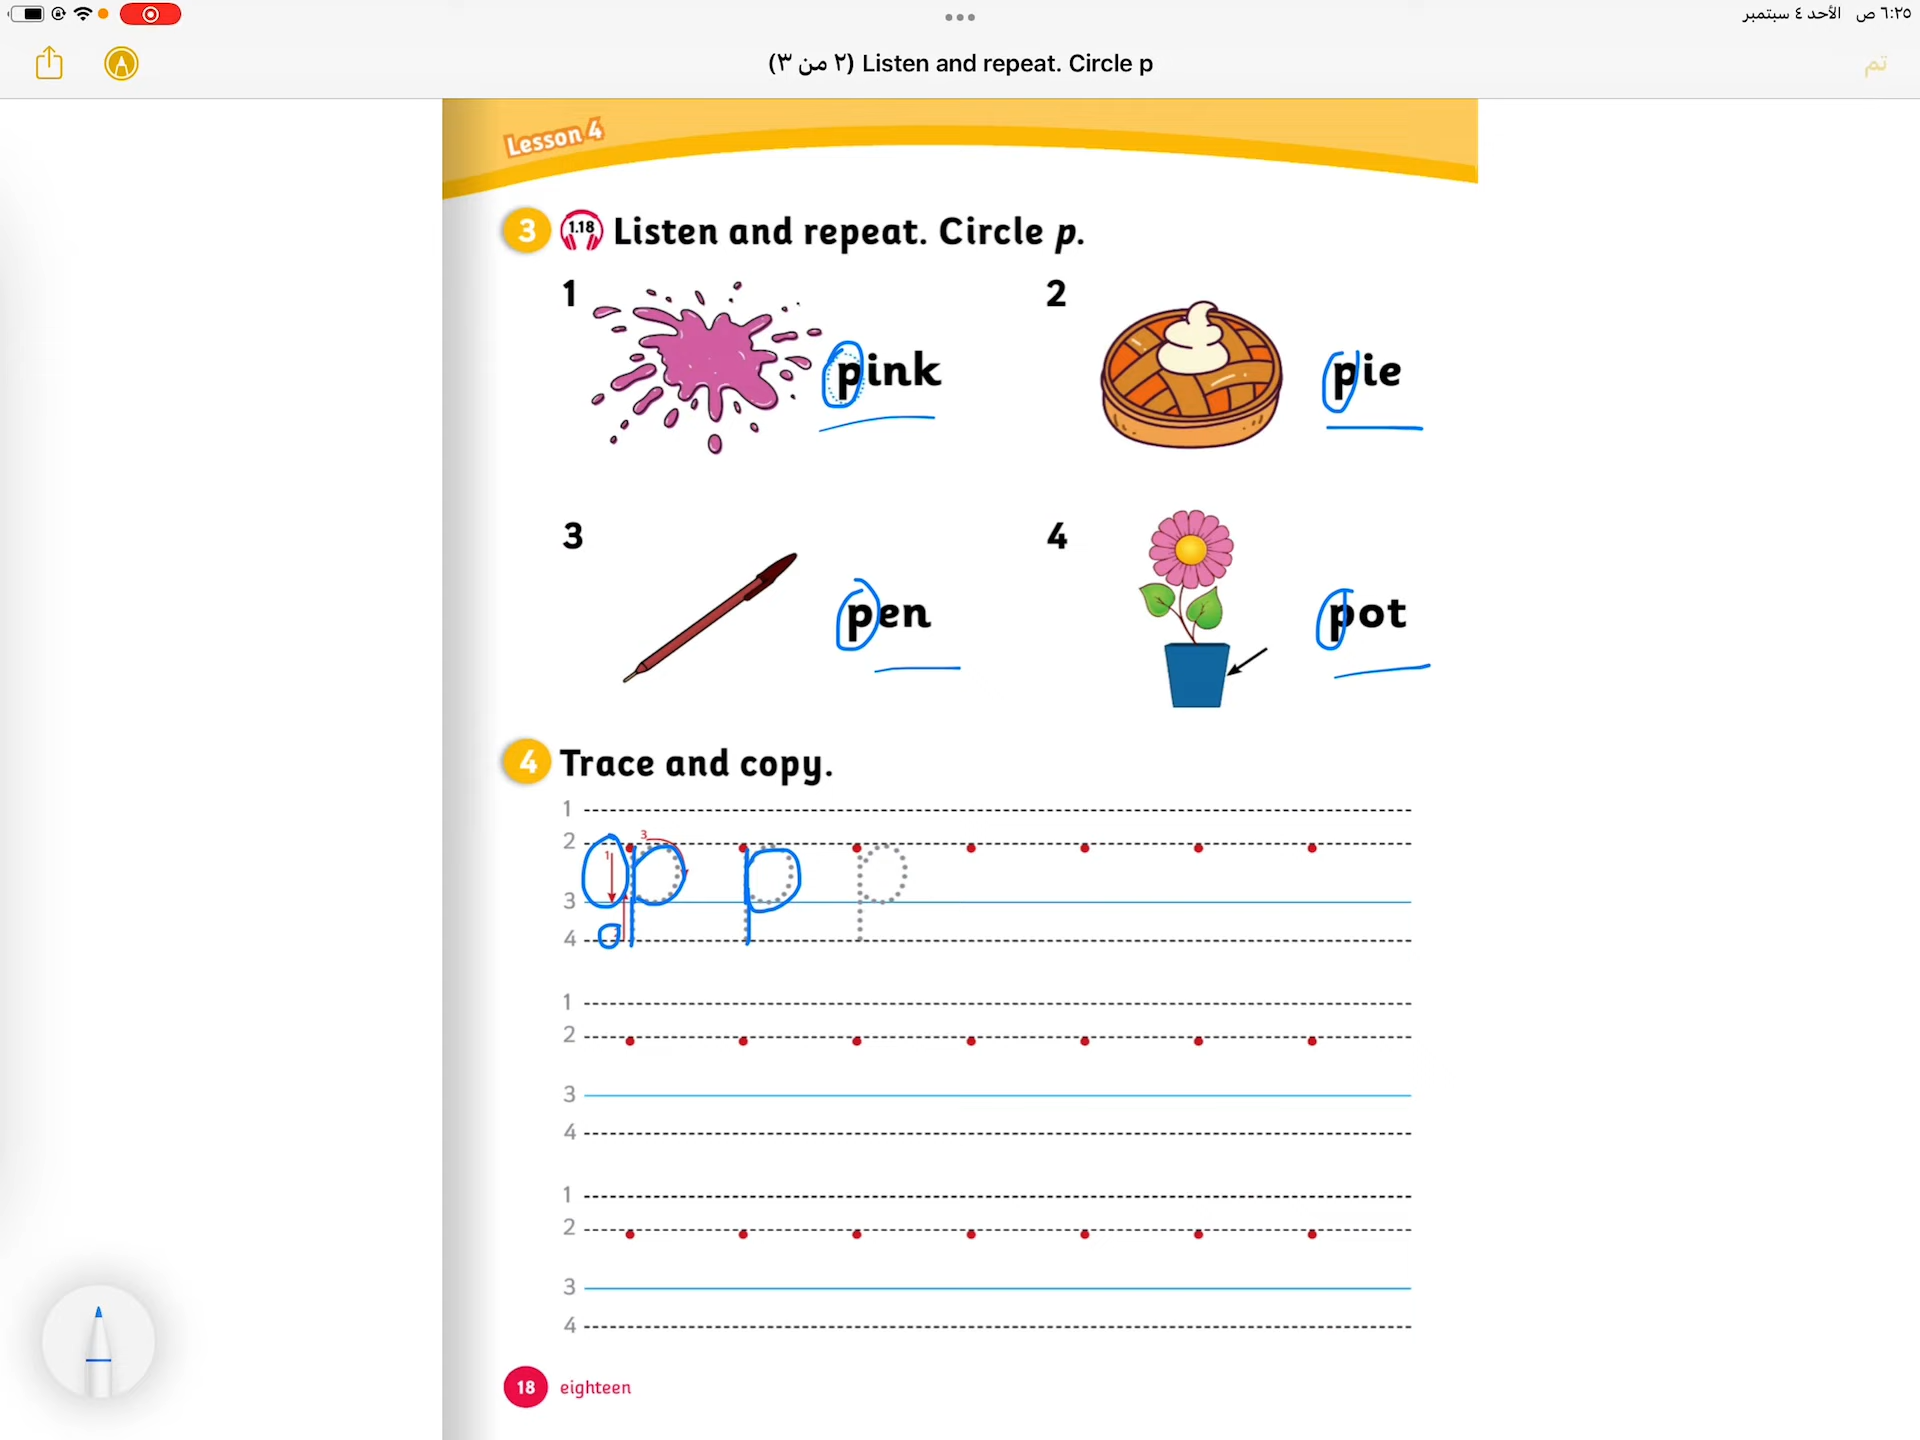 ٦:٢٥ ص الأحد ٤ سبتمبر
Listen and repeat. Circle p (٢ من ٣)
تم
Lesson 4
3 1.18 Listen and repeat. Circle p.
1 pink
2 pie
3 pen
4 pot
4 Trace and copy.
1
2 3
1 p p p
3
4
1
2
3
4
1
2
3
4
18 eighteen